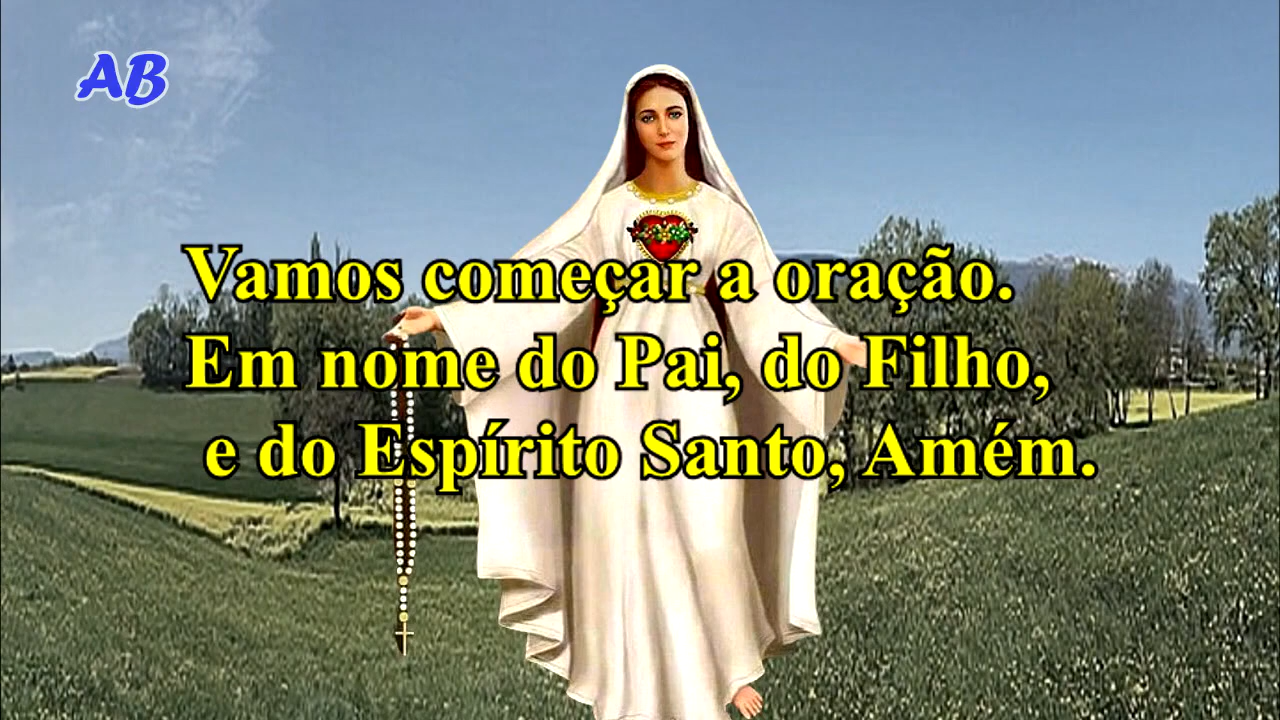 AB
Vamos começar a oração.
Em nome do Pai, do Filho,
e do Espírito Santo, Amém.